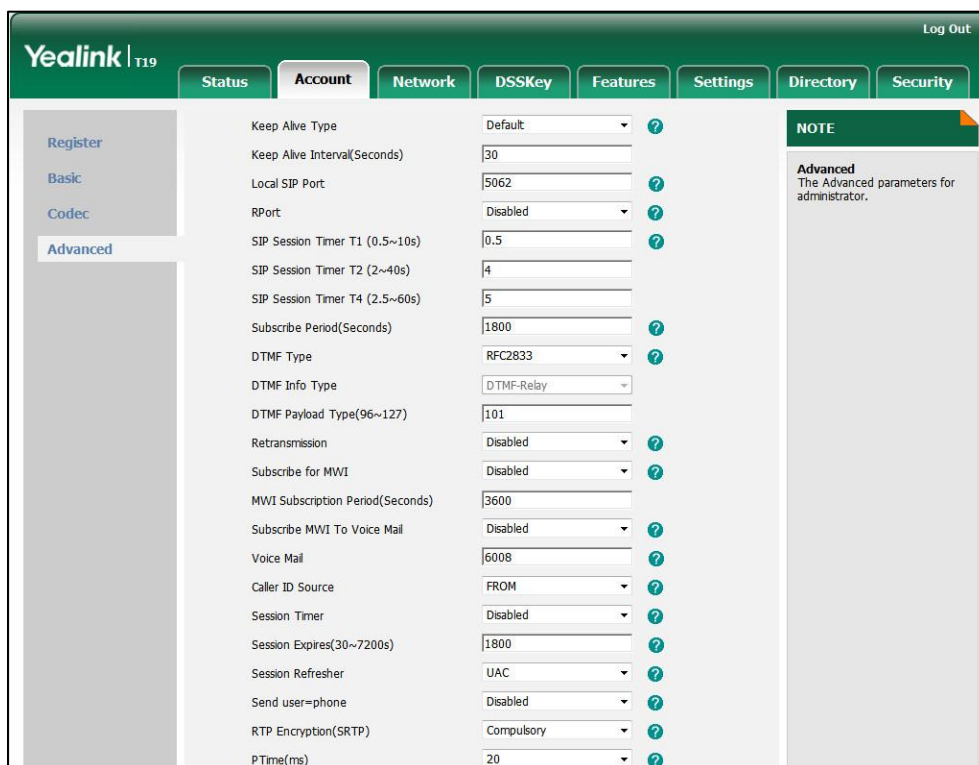 Log Out
Yealink | T19
Status Account Network DSSKey Features Settings Directory Security
Register
Basic
Codec
Advanced
Keep Alive Type Default
Keep Alive Interval(Seconds) 30
Local SIP Port 5062
RPort Disabled
SIP Session Timer T1 (0.5~10s) 0.5
SIP Session Timer T2 (2~40s) 4
SIP Session Timer T4 (2.5~60s) 5
Subscribe Period(Seconds) 1800
DTMF Type RFC2833
DTMF Info Type DTMF-Relay
DTMF Payload Type(96~127) 101
Retransmission Disabled
Subscribe for MWI Disabled
MWI Subscription Period(Seconds) 3600
Subscribe MWI To Voice Mail Disabled
Voice Mail 6008
Caller ID Source FROM
Session Timer Disabled
Session Expires(30~7200s) 1800
Session Refresher UAC
Send user=phone Disabled
RTP Encryption(SRTP) Compulsory
PTime(ms) 20
NOTE
Advanced
The Advanced parameters for
administrator.